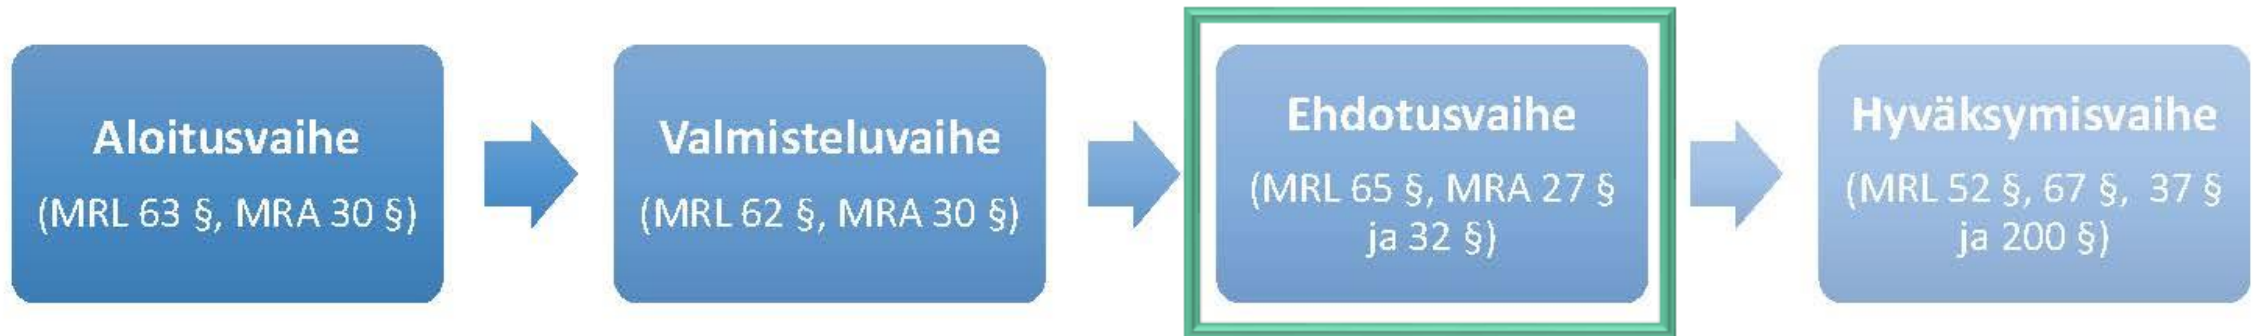 Aloitusvaihe
(MRL 63 §, MRA 30 §)
Valmisteluvaihe
(MRL 62 §, MRA 30 §)
Ehdotusvaihe
(MRL 65 §, MRA 27 §
ja 32 §)
Hyväksymisvaihe
(MRL 52 §, 67 §, 37 §
ja 200 §)